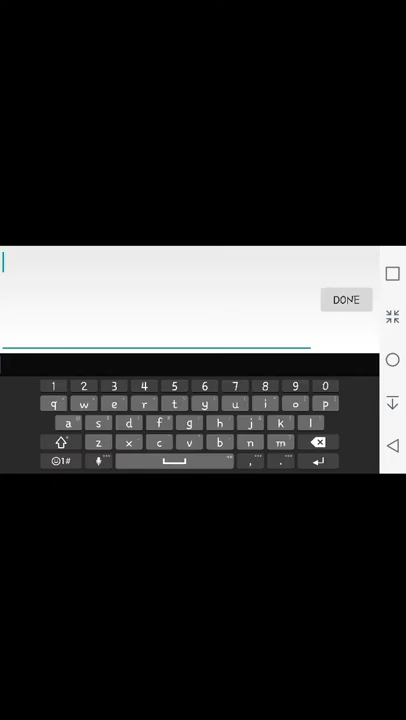 DONE
1 2 3 4 5 6 7 8 9 0
q w e r t y u i o p
a s d f g h j k l
z x c v b n m
☺1# , .